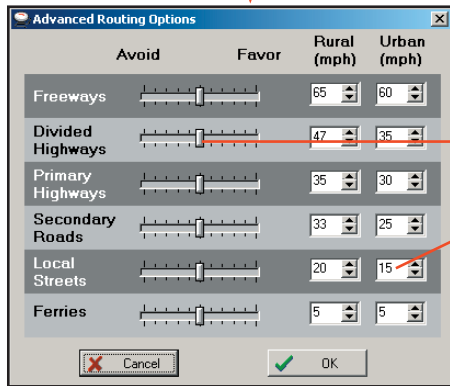 Advanced Routing Options
Avoid Favor Rural (mph) Urban (mph)
Freeways 65 60
Divided Highways 47 35
Primary Highways 35 30
Secondary Roads 33 25
Local Streets 20 15
Ferries 5 5
Cancel OK